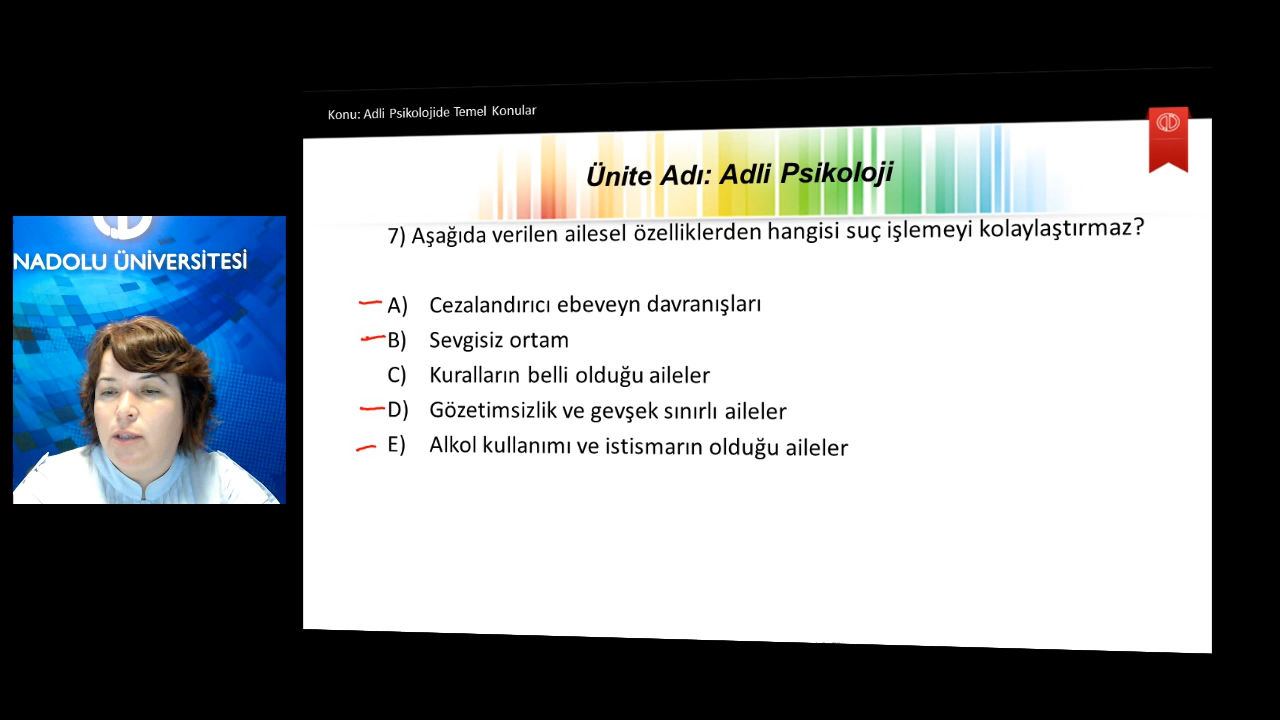 Konu: Adli Psikolojide Temel Konular
Ünite Adı: Adli Psikoloji
NADOLU ÜNİVERSİTESİ
7) Aşağıda verilen ailesel özelliklerden hangisi suç işlemeyi kolaylaştırmaz?
A) Cezalandırıcı ebeveyn davranışları
B) Sevgisiz ortam
C) Kuralların belli olduğu aileler
D) Gözetimsizlik ve gevşek sınırlı aileler
E) Alkol kullanımı ve istismarın olduğu aileler